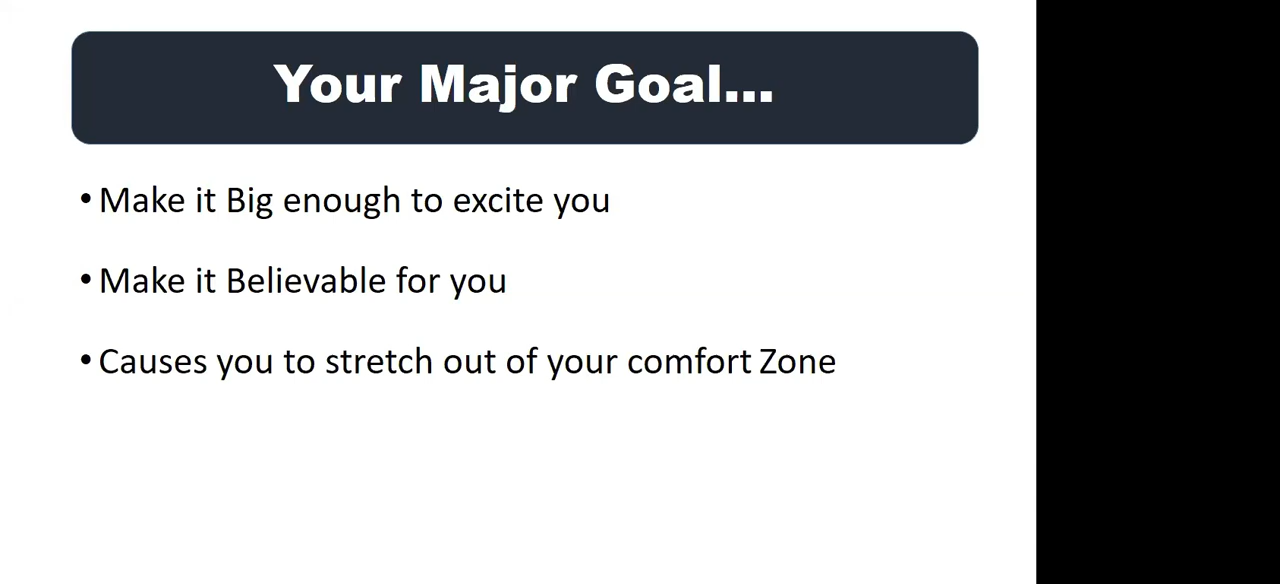 Your Major Goal...
• Make it Big enough to excite you
• Make it Believable for you
• Causes you to stretch out of your comfort Zone